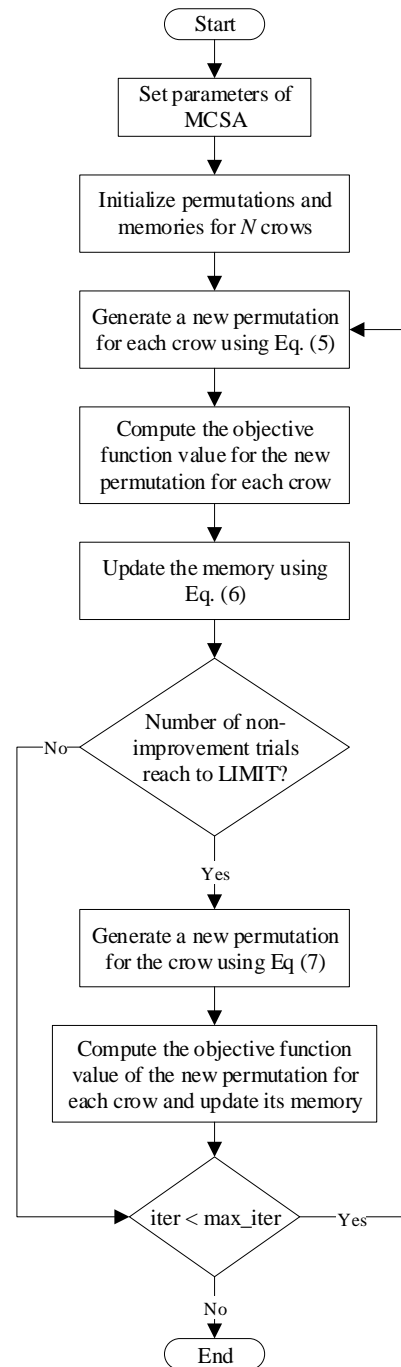 Start
Set parameters of
MCSA
Initialize permutations and
memories for N crows
Generate a new permutation
for each crow using Eq. (5)
Compute the objective
function value for the new
permutation for each crow
Update the memory using
Eq. (6)
Number of non-
improvement trials
reach to LIMIT?
No
Yes
Generate a new permutation
for the crow using Eq (7)
Compute the objective function
value of the new permutation for
each crow and update its memory
iter < max_iter
Yes
No
End